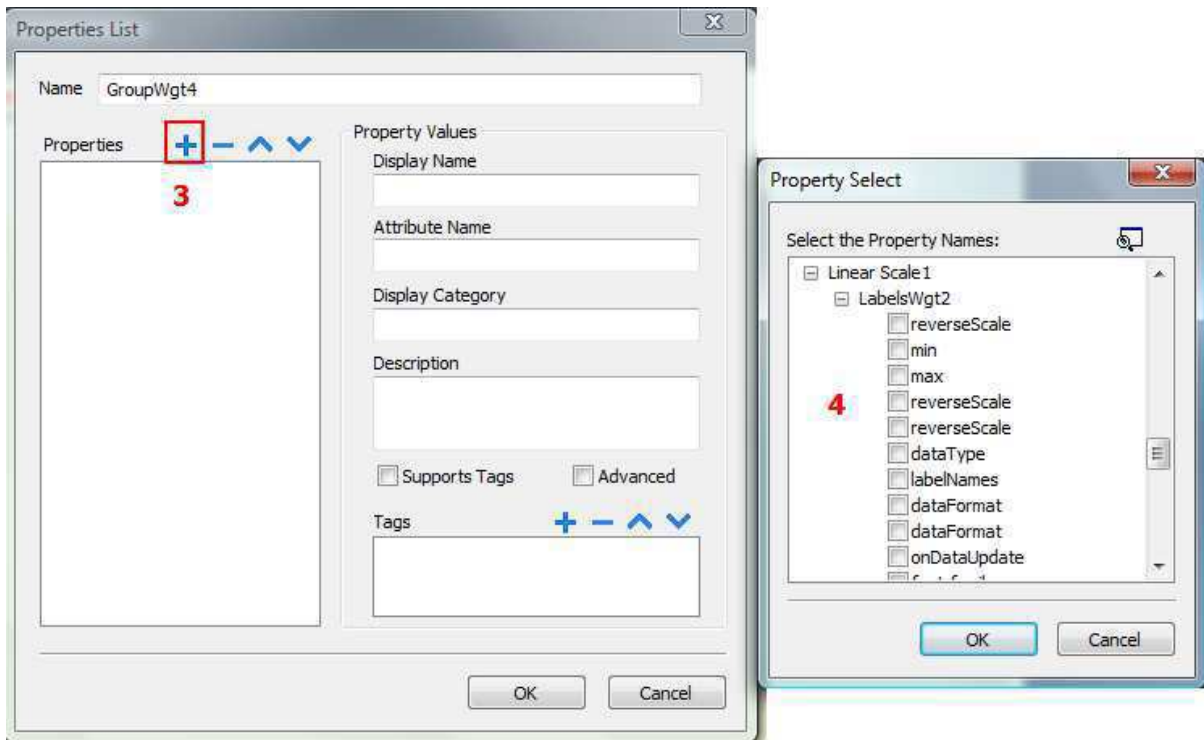 Properties List
Name GroupWgt4
Properties
3
Property Values
Display Name
Attribute Name
Display Category
Description
Supports Tags Advanced
Tags
OK Cancel
Property Select
Select the Property Names:
Linear Scale1
LabelsWgt2
reverseScale
min
max
4
reverseScale
reverseScale
dataType
labelNames
dataFormat
dataFormat
onDataUpdate
OK Cancel